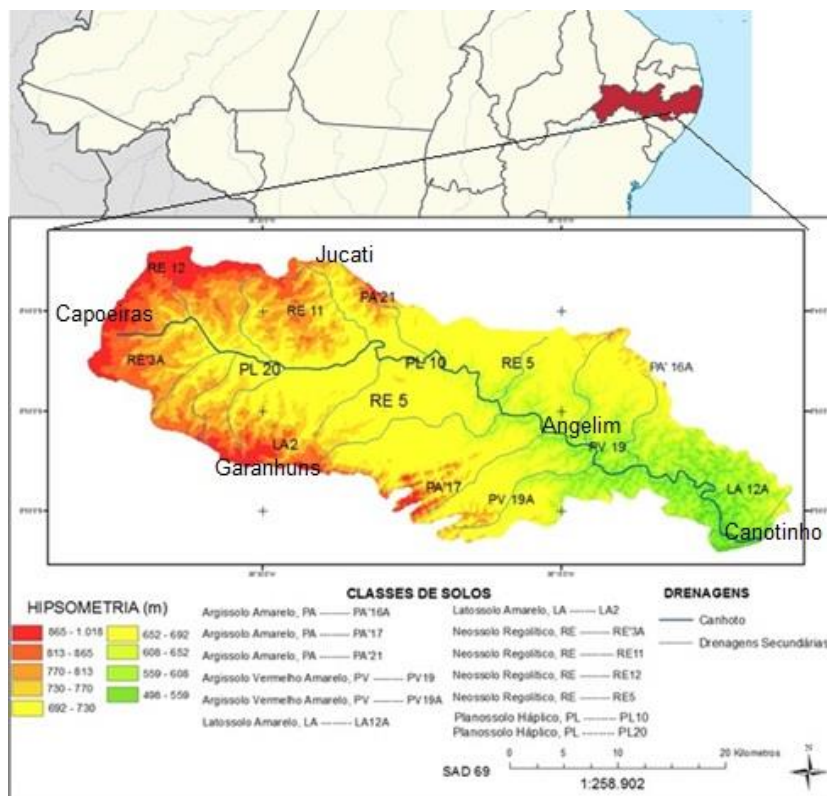 Jucati
RE 12
PA'21
Capoeiras
RE 11
RE'3A
PL 20
PL 10
RE 5
PA' 16A
RE 5
Angelim
LA2
PV 19
Garanhuns
PA'17
PV 19A
LA 12A
Canotinho
HIPSOMETRIA (m)
865 - 1.018
813 - 865
770 - 813
730 - 770
692 - 730
652 - 692
608 - 652
559 - 608
496 - 559
CLASSES DE SOLOS
Argissolo Amarelo, PA -------- PA'16A
Argissolo Amarelo, PA -------- PA'17
Argissolo Amarelo, PA -------- PA'21
Argissolo Vermelho Amarelo, PV -------- PV19
Argissolo Vermelho Amarelo, PV -------- PV19A
Latossolo Amarelo, LA -------- LA12A
Latossolo Amarelo, LA -------- LA2
Neossolo Regolítico, RE -------- RE'3A
Neossolo Regolítico, RE -------- RE11
Neossolo Regolítico, RE -------- RE12
Neossolo Regolítico, RE -------- RE5
Planossolo Háplico, PL --------- PL10
Planossolo Háplico, PL --------- PL20
DRENAGENS
Canhoto
Drenagens Secundárias
0 5 10 20 Kilometros
SAD 69
1:258.902
N